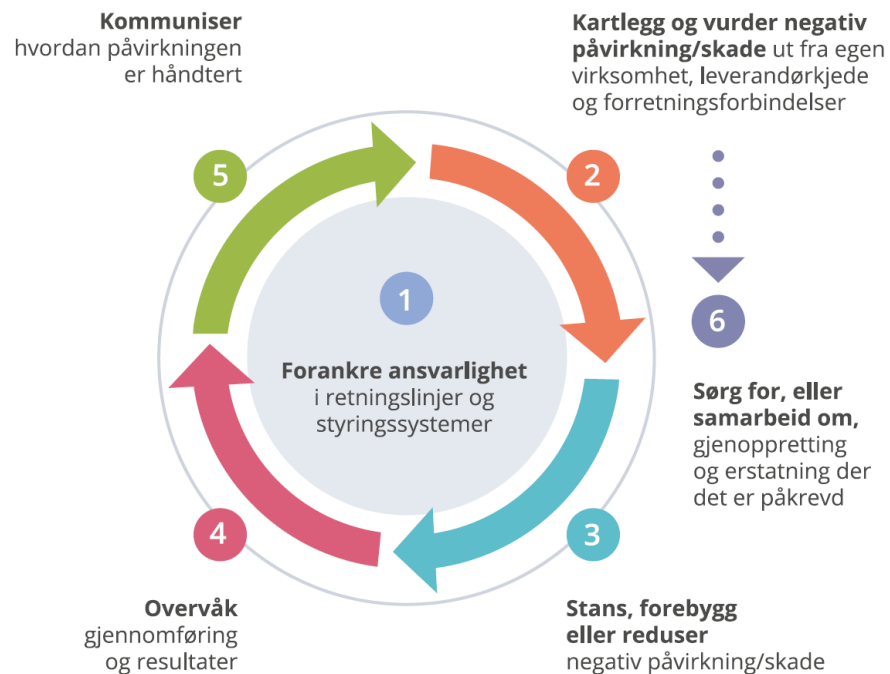 Kommuniser
hvordan påvirkningen
er håndtert
Kartlegg og vurder negativ
påvirkning/skade ut fra egen
virksomhet, leverandørkjede
og forretningsforbindelser
5
2
1
Forankre ansvarlighet
i retningslinjer og
styringssystemer
6
Sørg for, eller
samarbeid om,
gjenoppretting
og erstatning der
det er påkrevd
4
3
Overvåk
gjennomføring
og resultater
Stans, forebygg
eller reduser
negativ påvirkning/skade